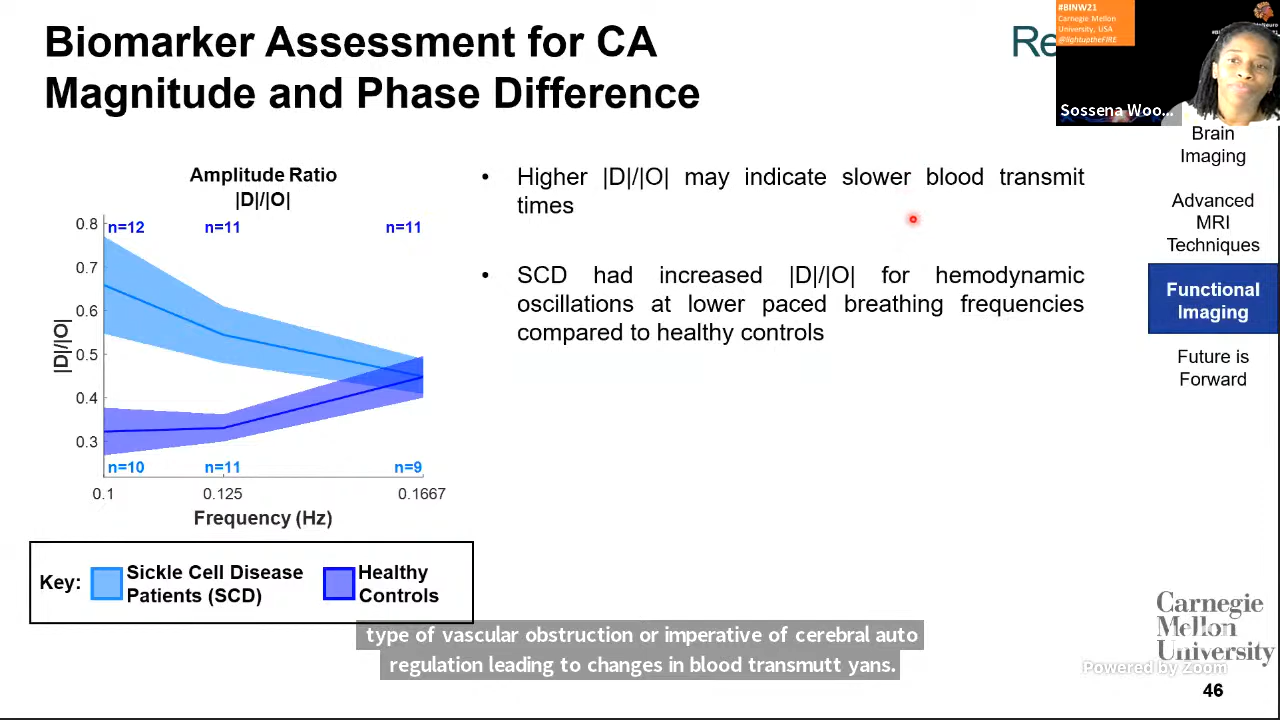 Biomarker Assessment for CA
Magnitude and Phase Difference
Re
#BINW21
Carnegie Mellon
University, USA
@lightuptheFIRE
Sossena Woo...
Brain
Imaging
Advanced
MRI
Techniques
Functional
Imaging
Future is
Forward
Amplitude Ratio
|D|/|O|
0.8
0.7
0.6
0.5
0.4
0.3
|D|/|O|
n=12 n=11 n=11
n=10 n=11 n=9
0.1 0.125 0.1667
Frequency (Hz)
• Higher |D|/|O| may indicate slower blood transmit
times
• SCD had increased |D|/|O| for hemodynamic
oscillations at lower paced breathing frequencies
compared to healthy controls
Key:
Sickle Cell Disease
Patients (SCD)
Healthy
Controls
type of vascular obstruction or imperative of cerebral auto
regulation leading to changes in blood transmutt yans.
Carnegie
Mellon
University
Powered by Zoom
46